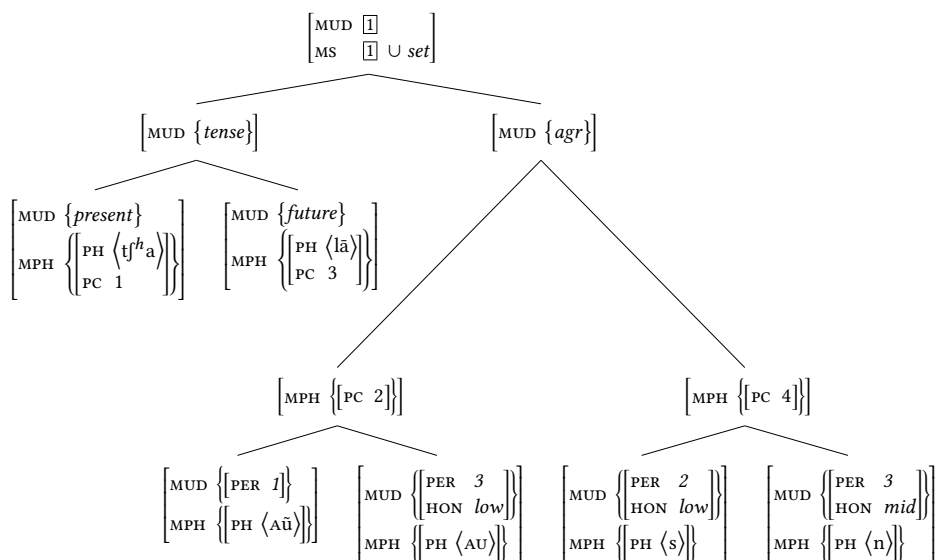 MUD 1
MS 1 ∪ set
MUD {tense}
MUD {agr}
MUD {present}
MPH {[PH ⟨tʃʰa⟩
PC 1]}
MUD {future}
MPH {[PH ⟨lā⟩
PC 3]}
MPH {[PC 2]}
MPH {[PC 4]}
MUD {[PER 1]}
MPH {[PH ⟨ᴀũ⟩]}
MUD {[PER 3
HON low]}
MPH {[PH ⟨ᴀᴜ⟩]}
MUD {[PER 2
HON low]}
MPH {[PH ⟨s⟩]}
MUD {[PER 3
HON mid]}
MPH {[PH ⟨n⟩]}